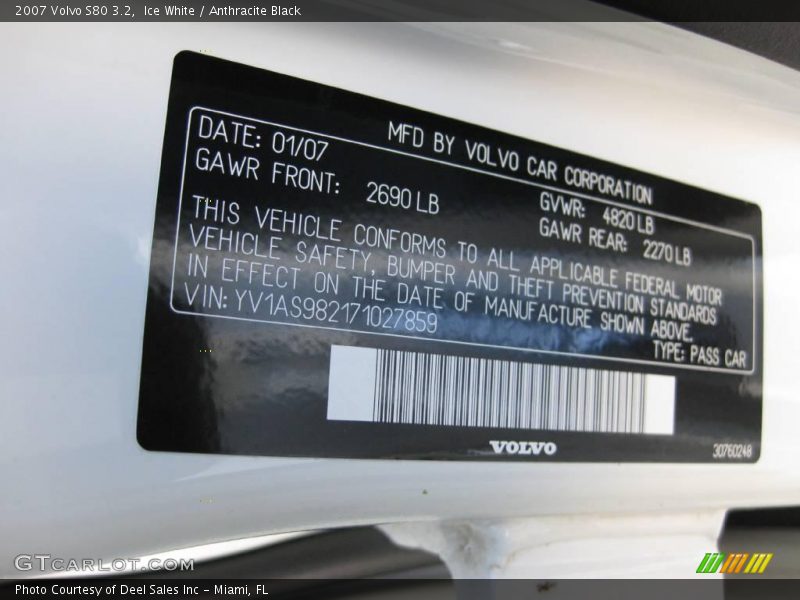 2007 Volvo S80 3.2,  Ice White / Anthracite Black
MFD BY VOLVO CAR CORPORATION
DATE: 01/07
GVWR: 4820 LB
GAWR FRONT: 2690 LB
GAWR REAR: 2270 LB
THIS VEHICLE CONFORMS TO ALL APPLICABLE FEDERAL MOTOR
VEHICLE SAFETY, BUMPER AND THEFT PREVENTION STANDARDS
IN EFFECT ON THE DATE OF MANUFACTURE SHOWN ABOVE.
VIN: YV1AS982171027859
TYPE: PASS CAR
VOLVO
30760248
GTCARLOT.COM
Photo Courtesy of Deel Sales Inc - Miami, FL